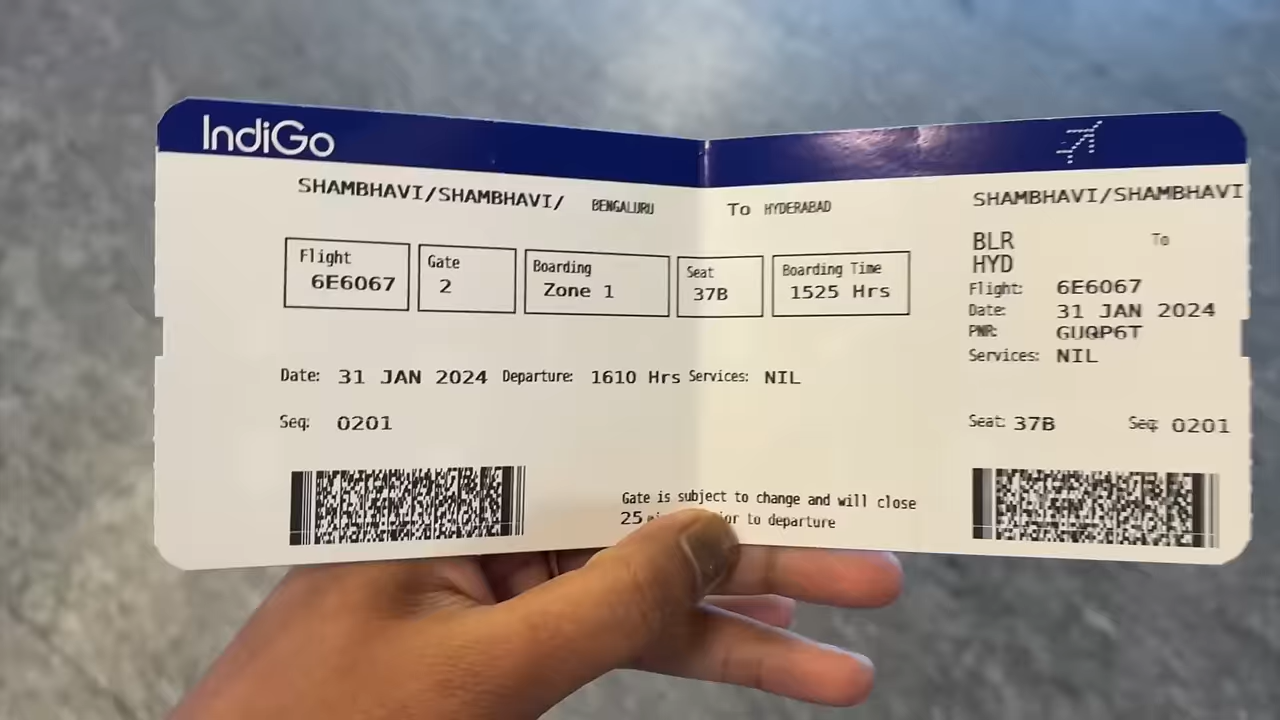 IndiGo
SHAMBHAVI/SHAMBHAVI/ BENGALURU To HYDERABAD
Flight Gate Boarding Seat Boarding Time
6E6067 2 Zone 1 37B 1525 Hrs
Date: 31 JAN 2024 Departure: 1610 Hrs Services: NIL
Seq: 0201
Gate is subject to change and will close
25 prior to departure
SHAMBHAVI/SHAMBHAVI
BLR To
HYD
Flight: 6E6067
Date: 31 JAN 2024
PNR: GUQP6T
Services: NIL
Seat: 37B Seq: 0201